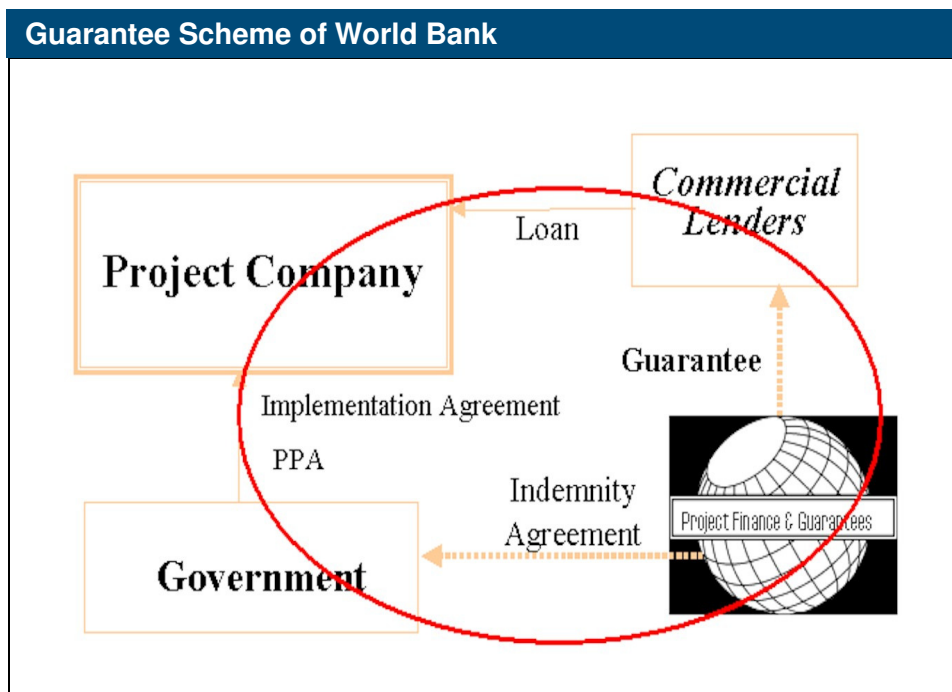 Guarantee Scheme of World Bank
Commercial
Lenders
Loan
Project Company
Guarantee
Implementation Agreement
PPA
Indemnity
Agreement
Project Finance & Guarantees
Government